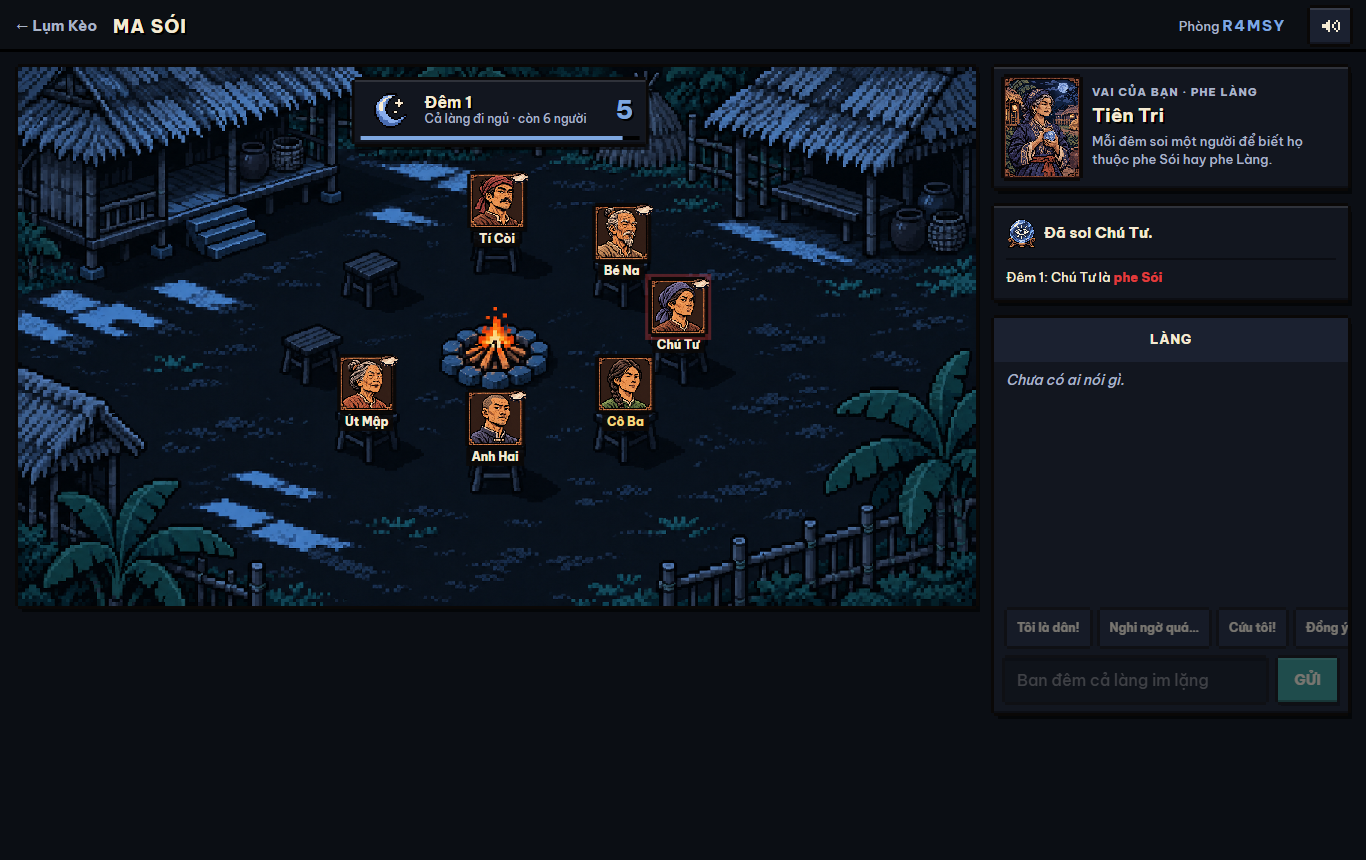 ← Lụm Kèo
MA SÓI
Phòng R4MSY
Đêm 1
Cả làng đi ngủ · còn 6 người
5
Tí Còi
Bé Na
Chú Tư
Út Mập
Cô Ba
Anh Hai
VAI CỦA BẠN · PHE LÀNG
Tiên Tri
Mỗi đêm soi một người để biết họ
thuộc phe Sói hay phe Làng.
Đã soi Chú Tư.
Đêm 1: Chú Tư là phe Sói
LÀNG
Chưa có ai nói gì.
Tôi là dân!
Nghi ngờ quá...
Cứu tôi!
Đồng ý
Ban đêm cả làng im lặng
GỬI